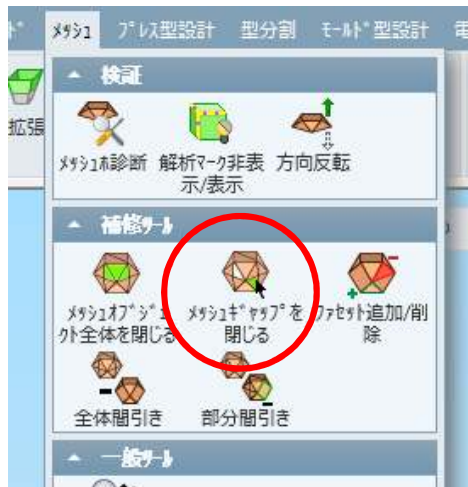 ﾄﾞ ﾒｯｼｭ ﾌﾟﾚｽ型設計 型分割 ﾓｰﾙﾄﾞ型設計 電
拡張
検証
ﾒｯｼｭﾎ診断 解析ﾏｰｸ非表 方向反転
示/表示
補修ﾂｰﾙ
ﾒｯｼｭｵﾌﾞｼﾞｪ ﾒｯｼｭｷﾞｬｯﾌﾟを ﾌｧｾｯﾄ追加/削
ｸﾄ全体を閉じる 閉じる 除
全体間引き 部分間引き
一般ﾂｰﾙ